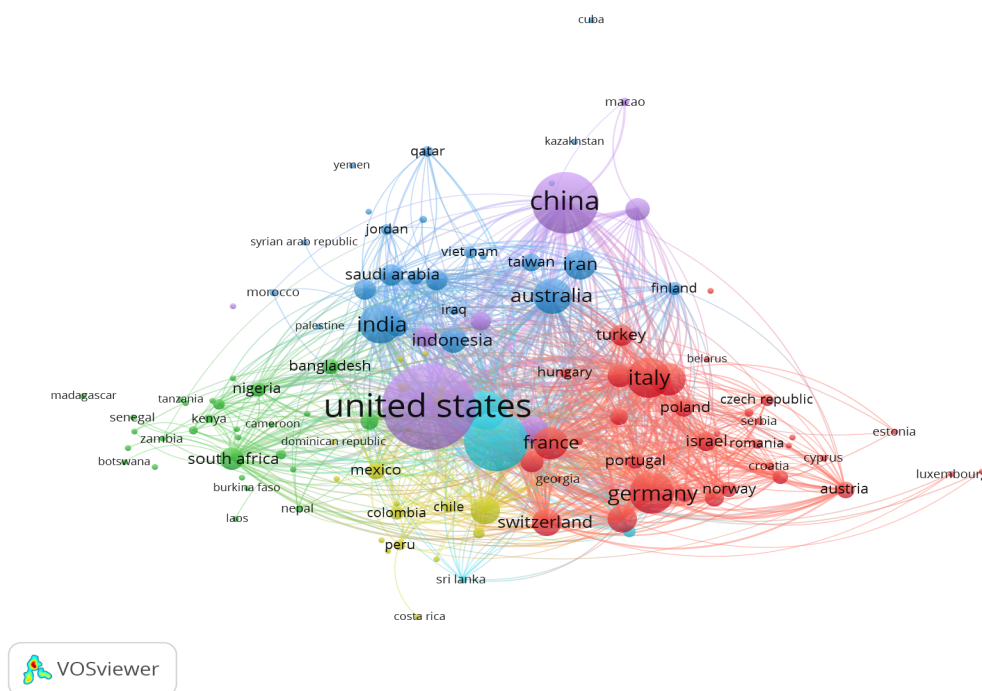 cuba
macao
kazakhstan
qatar
yemen
china
jordan
syrian arab republic
viet nam
taiwan
iran
saudi arabia
finland
morocco
australia
iraq
palestine
india
indonesia
turkey
belarus
bangladesh
hungary
italy
nigeria
madagascar
tanzania
czech republic
united states
poland
senegal
kenya
cameroon
serbia
estonia
zambia
dominican republic
france
israel
romania
botswana
south africa
mexico
portugal
cyprus
croatia
georgia
luxembourg
burkina faso
germany
norway
austria
nepal
colombia
chile
laos
switzerland
peru
sri lanka
costa rica
VOSviewer